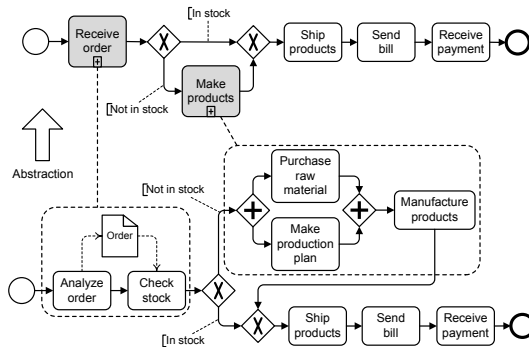 [In stock
Receive
order
Ship
products
Send
bill
Receive
payment
Make
products
[Not in stock
Abstraction
Purchase
raw
material
[Not in stock
Manufacture
products
Order
Make
production
plan
Analyze
order
Check
stock
Ship
products
Send
bill
Receive
payment
[In stock